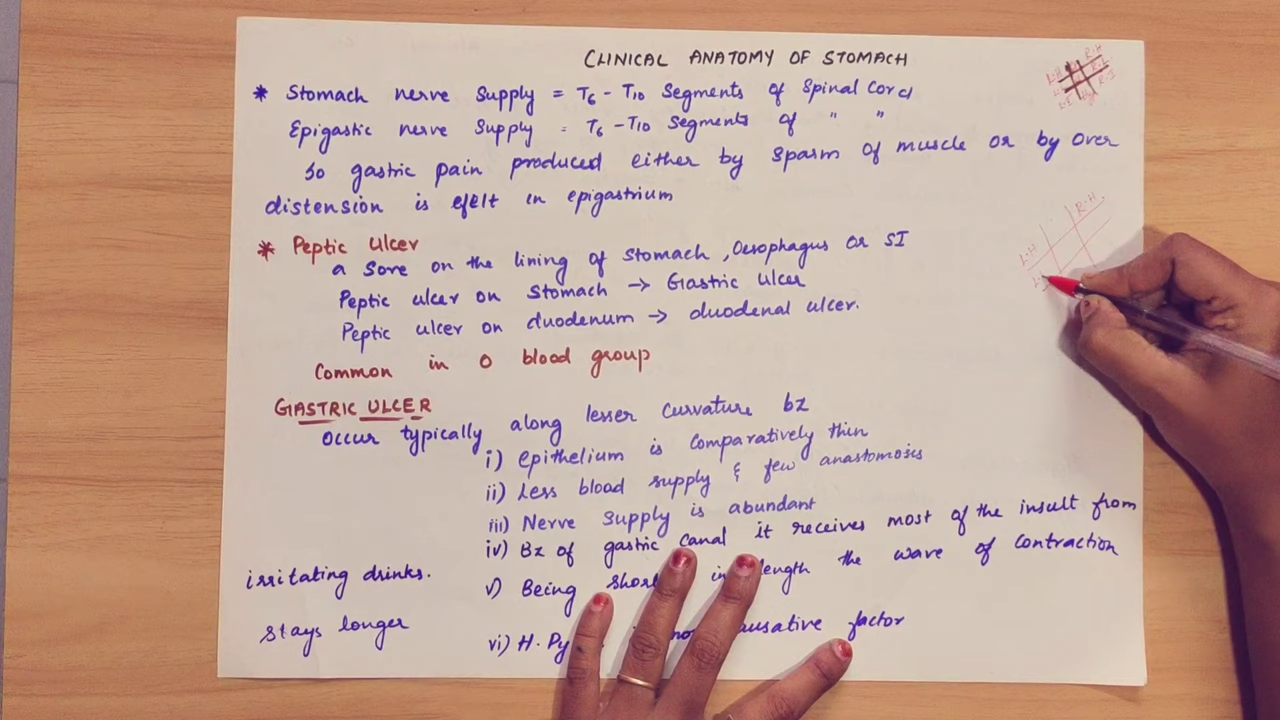 CLINICAL ANATOMY OF STOMACH
* Stomach nerve supply = T6 - T10 Segments of Spinal Cord
Epigastic nerve supply = T6 - T10 Segments of " "
So gastric pain produced either by spasm of muscle or by over
distension is felt in epigastrium
* Peptic Ulcer
a sore on the lining of stomach, Oesophagus or SI
Peptic ulcer on Stomach → Gastric ulcer
Peptic ulcer on duodenum → duodenal ulcer.
Common in O blood group
GASTRIC ULCER
occur typically along lesser curvature bz
i) epithelium is comparatively thin
ii) Less blood supply & few anastomosis
iii) Nerve supply is abundant
iv) Bz of gastric canal it receives most of the insult from
irritating drinks.
v) Being in length the wave of contraction
stays longer
vi) H. factor
R.H
L.H
R.L
R.I
L.I
R.H
L.H